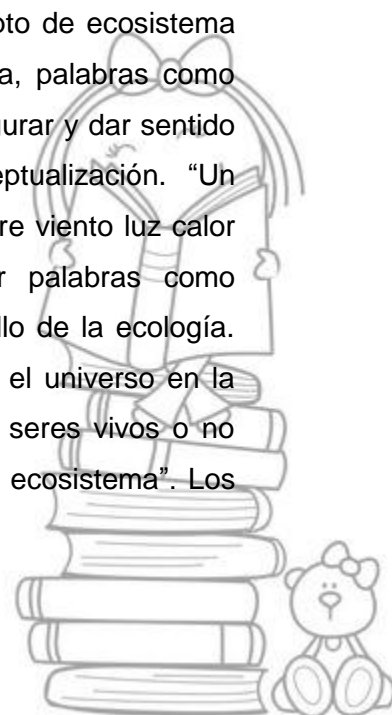 oto de ecosistema
a, palabras como
gurar y dar sentido
eptualización. “Un
re viento luz calor
r palabras como
llo de la ecología.
el universo en la
seres vivos o no
ecosistema”. Los